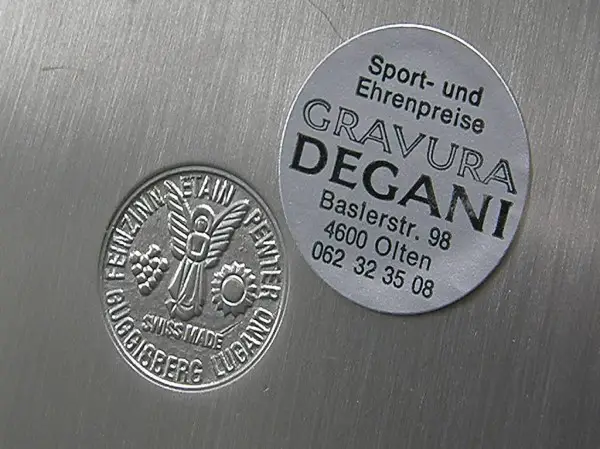 Sport- und
Ehrenpreise
GRAVURA
DEGANI
Baslerstr. 98
4600 Olten
062 32 35 08
FEINZINN ETAIN PEWTER
SWISS MADE
GUGGISBERG LUGANO